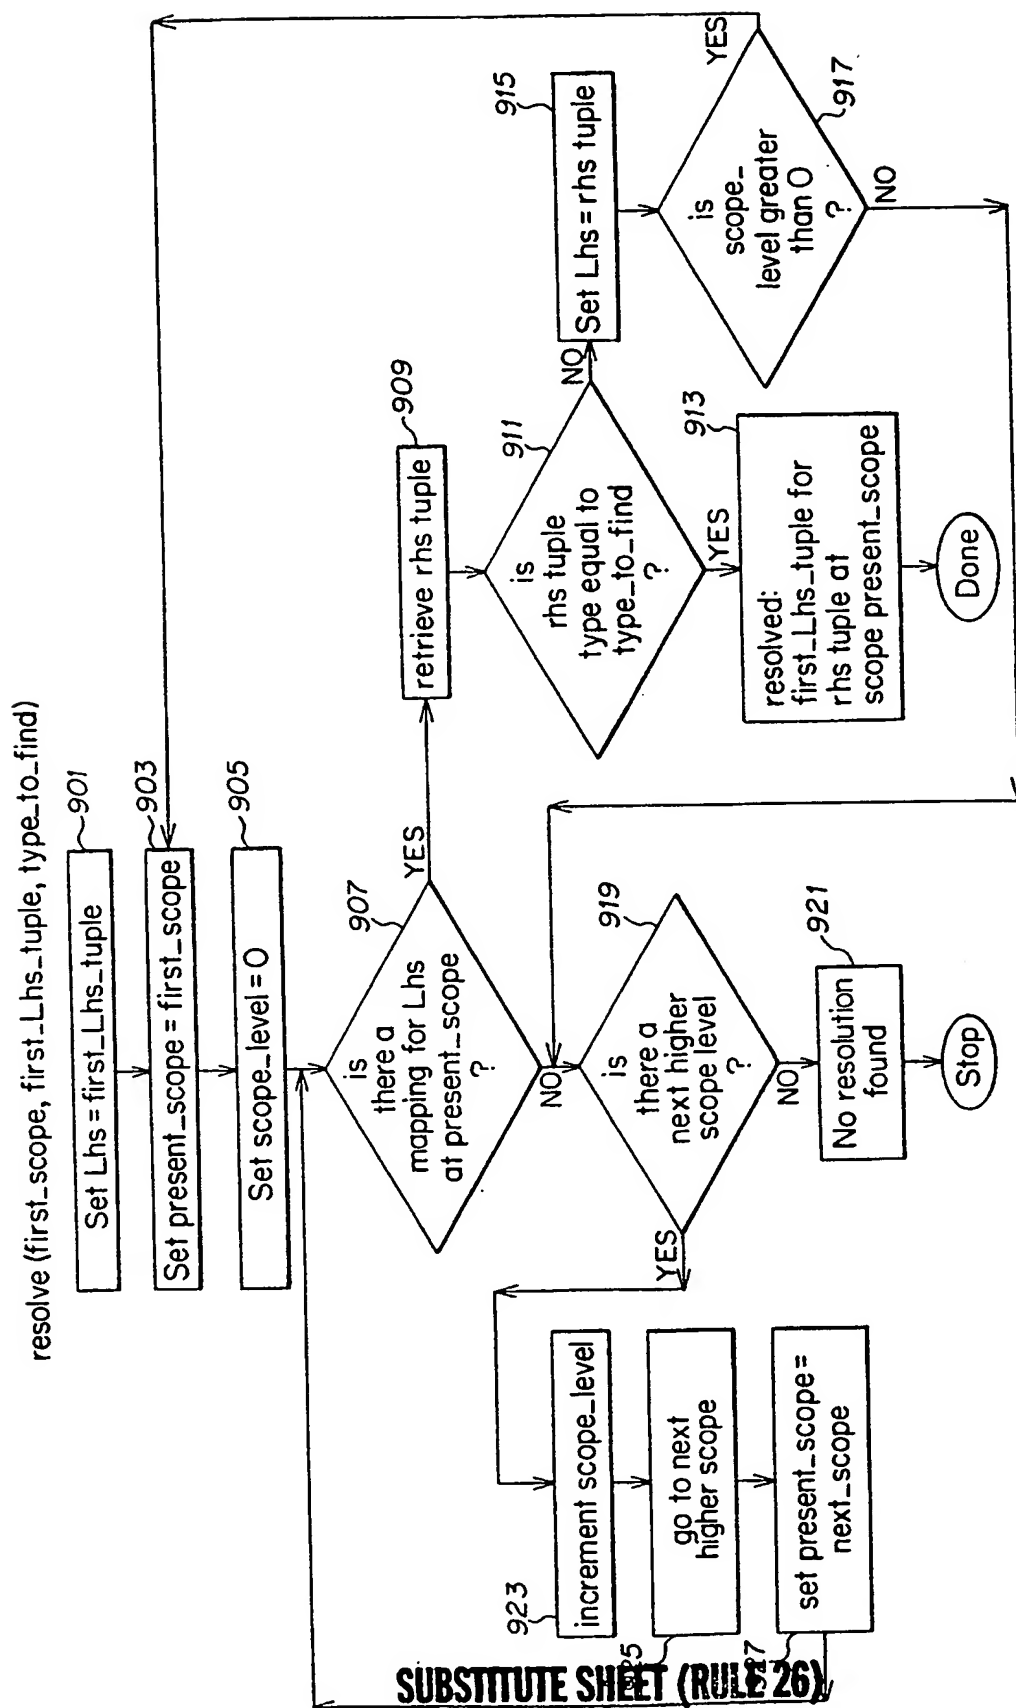 resolve (first_scope, first_Lhs_tuple, type_to_find)
901
Set Lhs = first_Lhs_tuple
903
Set present_scope = first_scope
905
Set scope_level = 0
907
is
there a
mapping for Lhs
at present_scope
?
YES
NO
909
retrieve rhs tuple
911
is
rhs tuple
type equal to
type_to_find
?
NO
YES
913
resolved:
first_Lhs_tuple for
rhs tuple at
scope present_scope
Done
915
Set Lhs = rhs tuple
917
is
scope_
level greater
than 0
?
YES
NO
919
is
there a
next higher
scope level
?
YES
NO
921
No resolution
found
Stop
923
increment scope_level
go to next
higher scope
set present_scope=
next_scope
SUBSTITUTE SHEET (RULE 26)